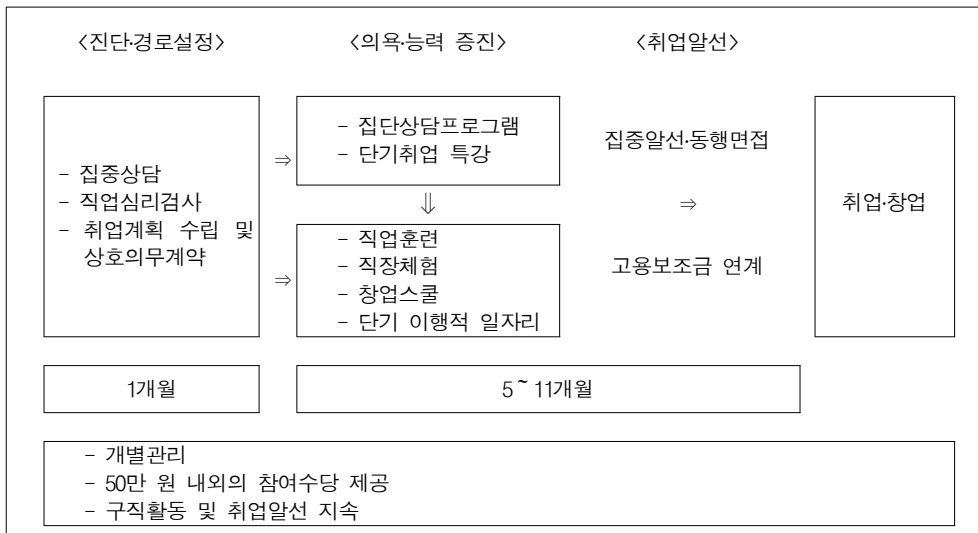 〈진단·경로설정〉
〈의욕·능력 증진〉
〈취업알선〉
- 집중상담
- 직업심리검사
- 취업계획 수립 및
상호의무계약
⇒
⇒
- 집단상담프로그램
- 단기취업 특강
⇓
- 직업훈련
- 직장체험
- 창업스쿨
- 단기 이행적 일자리
집중알선·동행면접
⇒
고용보조금 연계
취업·창업
1개월
5 ~ 11개월
- 개별관리
- 50만 원 내외의 참여수당 제공
- 구직활동 및 취업알선 지속